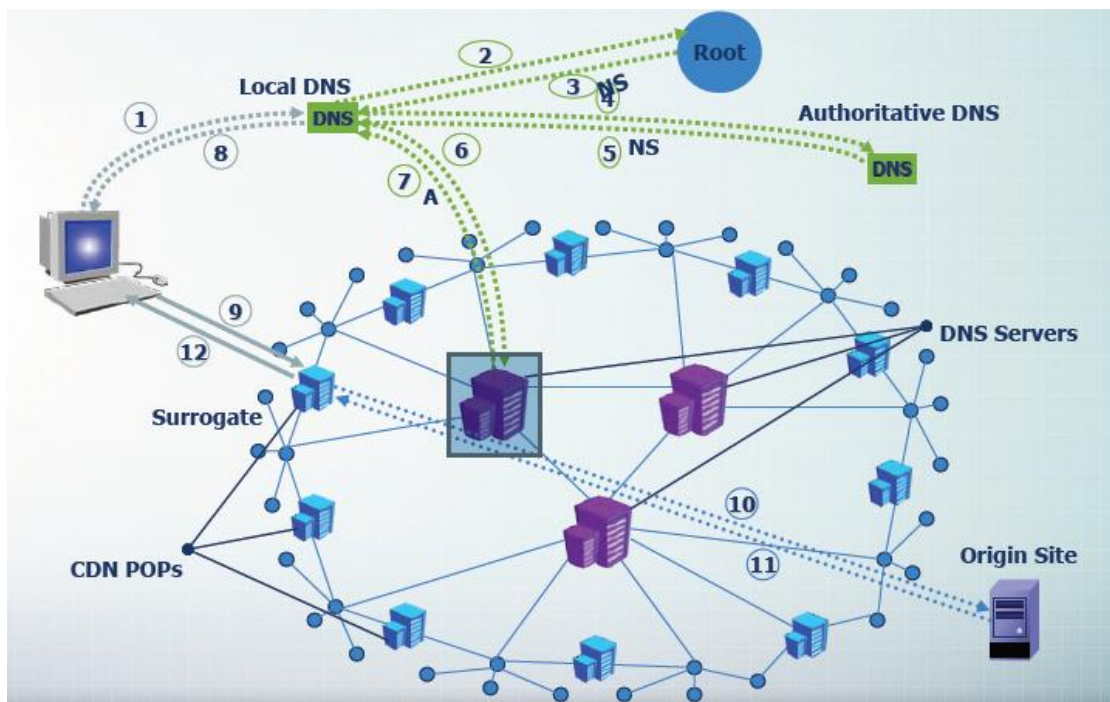 2
Root
Local DNS
3 NS
4
1
DNS
Authoritative DNS
8
6
5 NS
DNS
7
A
9
12
DNS Servers
Surrogate
10
11
CDN POPs
Origin Site